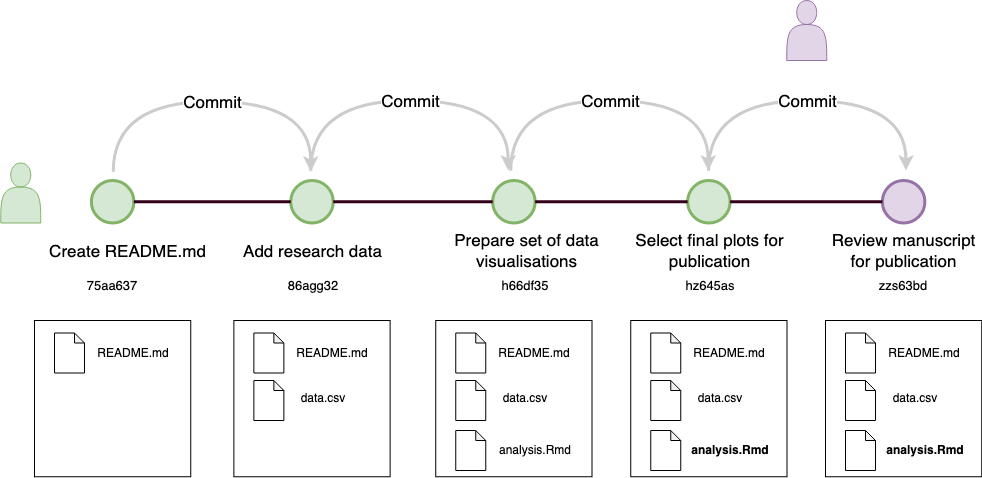 Commit
Commit
Commit
Commit
Create README.md
75aa637
Add research data
86agg32
Prepare set of data
visualisations
h66df35
Select final plots for
publication
hz645as
Review manuscript
for publication
zzs63bd
README.md
README.md
data.csv
README.md
data.csv
analysis.Rmd
README.md
data.csv
analysis.Rmd
README.md
data.csv
analysis.Rmd